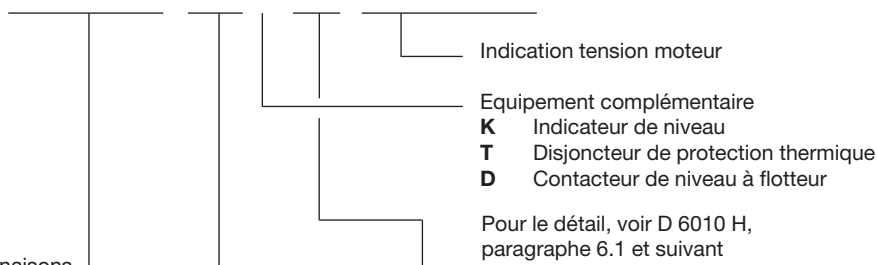 Indication tension moteur
Equipement complémentaire
K Indicateur de niveau
T Disjoncteur de protection thermique
D Contacteur de niveau à flotteur
Pour le détail, voir D 6010 H,
paragraphe 6.1 et suivant